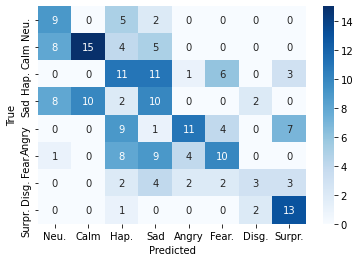 Neu. 9 0 5 2 0 0 0 0
Calm 8 15 4 5 0 0 0 0
Hap. 0 0 11 11 1 6 0 3
Sad 8 10 2 10 0 0 2 0
Angry 0 0 9 1 11 4 0 7
Fear. 1 0 8 9 4 10 0 0
Disg. 0 0 2 4 2 2 3 3
Surpr. 0 0 1 0 0 0 2 13
Neu. Calm Hap. Sad Angry Fear. Disg. Surpr.
Predicted
True
14
12
10
8
6
4
2
0